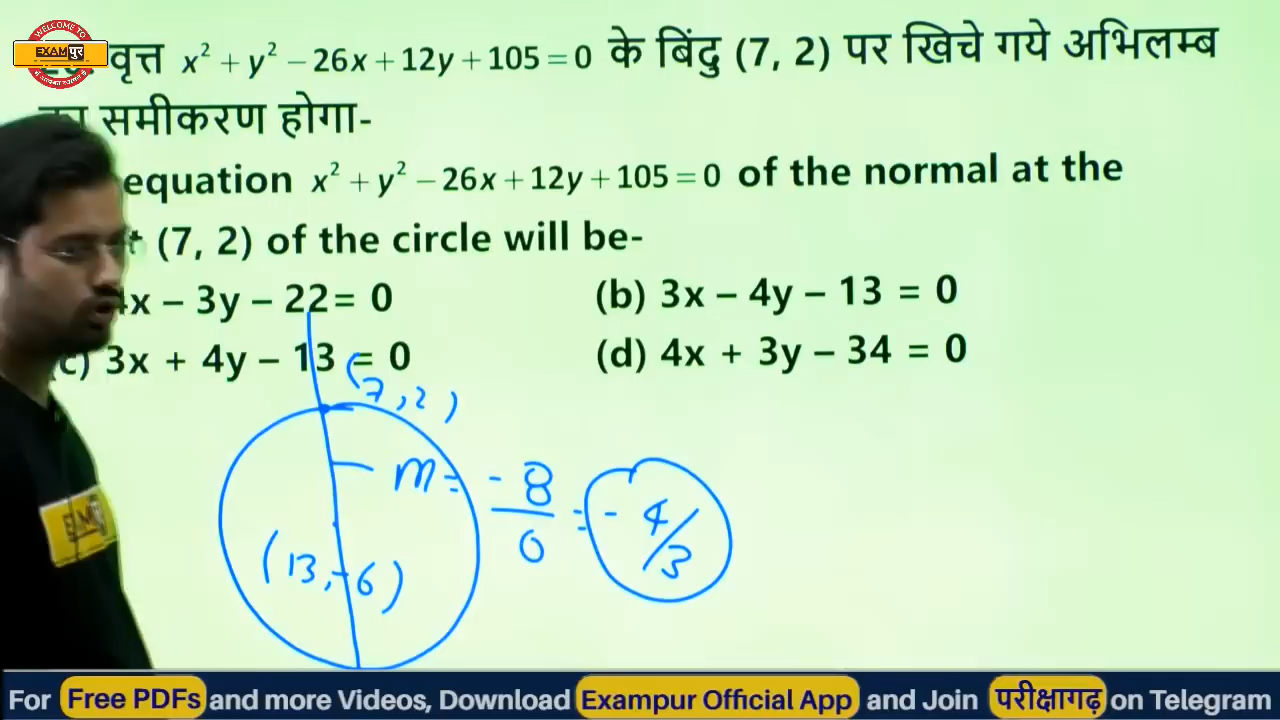 WELCOME TO
EXAMपुर
वृत्त x² + y² – 26x + 12y + 105 = 0 के बिंदु (7, 2) पर खिचे गये अभिलम्ब
समीकरण होगा-
equation x² + y² – 26x + 12y + 105 = 0 of the normal at the
(7, 2) of the circle will be-
4x – 3y – 22= 0 (b) 3x – 4y – 13 = 0
(c) 3x + 4y – 13 = 0 (d) 4x + 3y – 34 = 0
(7, 2)
m = - 8/6 = - 4/3
(13, -6)
For Free PDFs and more Videos, Download Exampur Official App and Join परीक्षागढ़ on Telegram